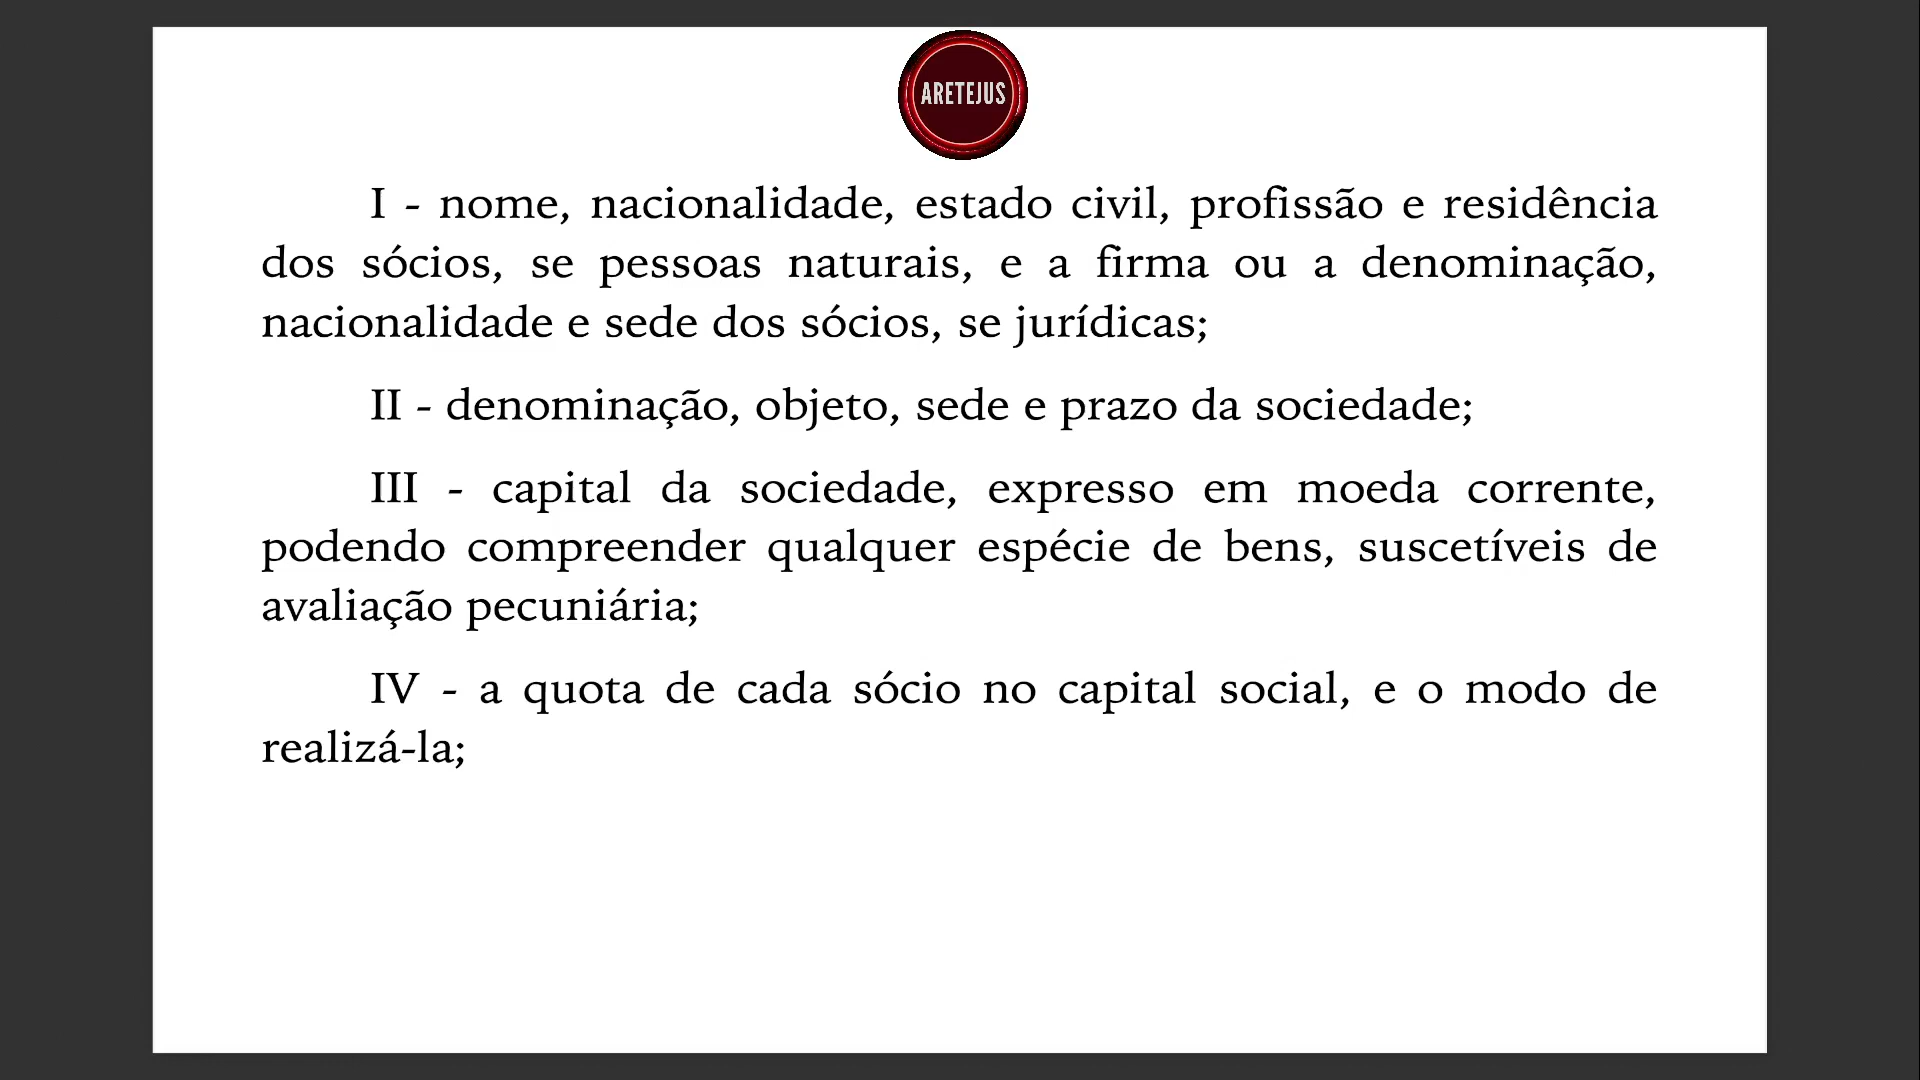 ARETEJUS
I - nome, nacionalidade, estado civil, profissão e residência
dos sócios, se pessoas naturais, e a firma ou a denominação,
nacionalidade e sede dos sócios, se jurídicas;
II - denominação, objeto, sede e prazo da sociedade;
III - capital da sociedade, expresso em moeda corrente,
podendo compreender qualquer espécie de bens, suscetíveis de
avaliação pecuniária;
IV - a quota de cada sócio no capital social, e o modo de
realizá-la;